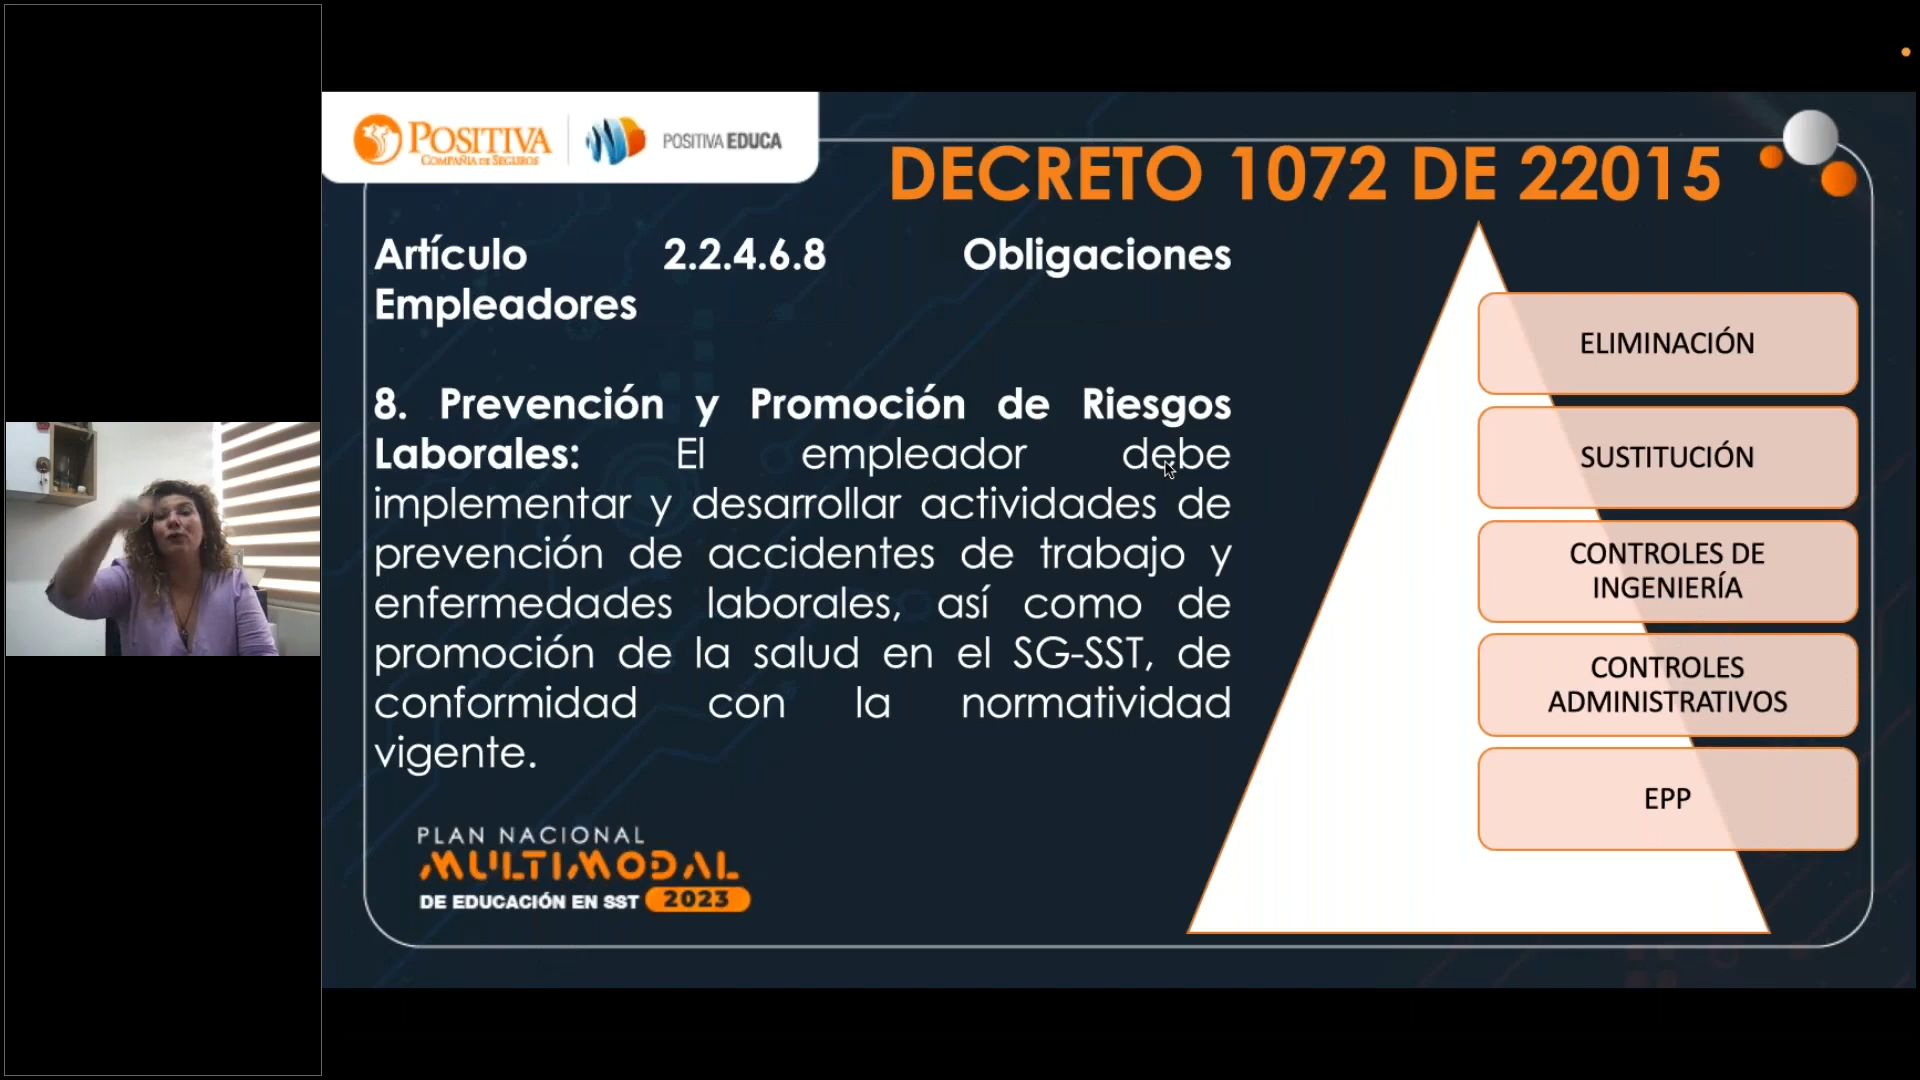 POSITIVA
COMPAÑIA DE SEGUROS
POSITIVA EDUCA
DECRETO 1072 DE 22015
Artículo 2.2.4.6.8 Obligaciones
Empleadores
8. Prevención y Promoción de Riesgos
Laborales: El empleador debe
implementar y desarrollar actividades de
prevención de accidentes de trabajo y
enfermedades laborales, así como de
promoción de la salud en el SG-SST, de
conformidad con la normatividad
vigente.
ELIMINACIÓN
SUSTITUCIÓN
CONTROLES DE
INGENIERÍA
CONTROLES
ADMINISTRATIVOS
EPP
PLAN NACIONAL
MULTIMODAL
DE EDUCACIÓN EN SST 2023